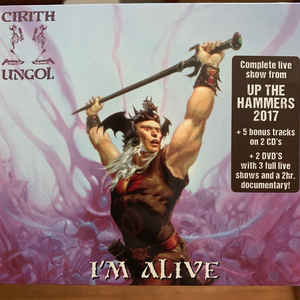 CIRITH
UNGOL
Complete live
show from
UP THE
HAMMERS
2017
+ 5 bonus tracks
on 2 CD's
+ 2 DVD's
with 3 full live
shows and a 2hr.
documentary!
I'M ALIVE